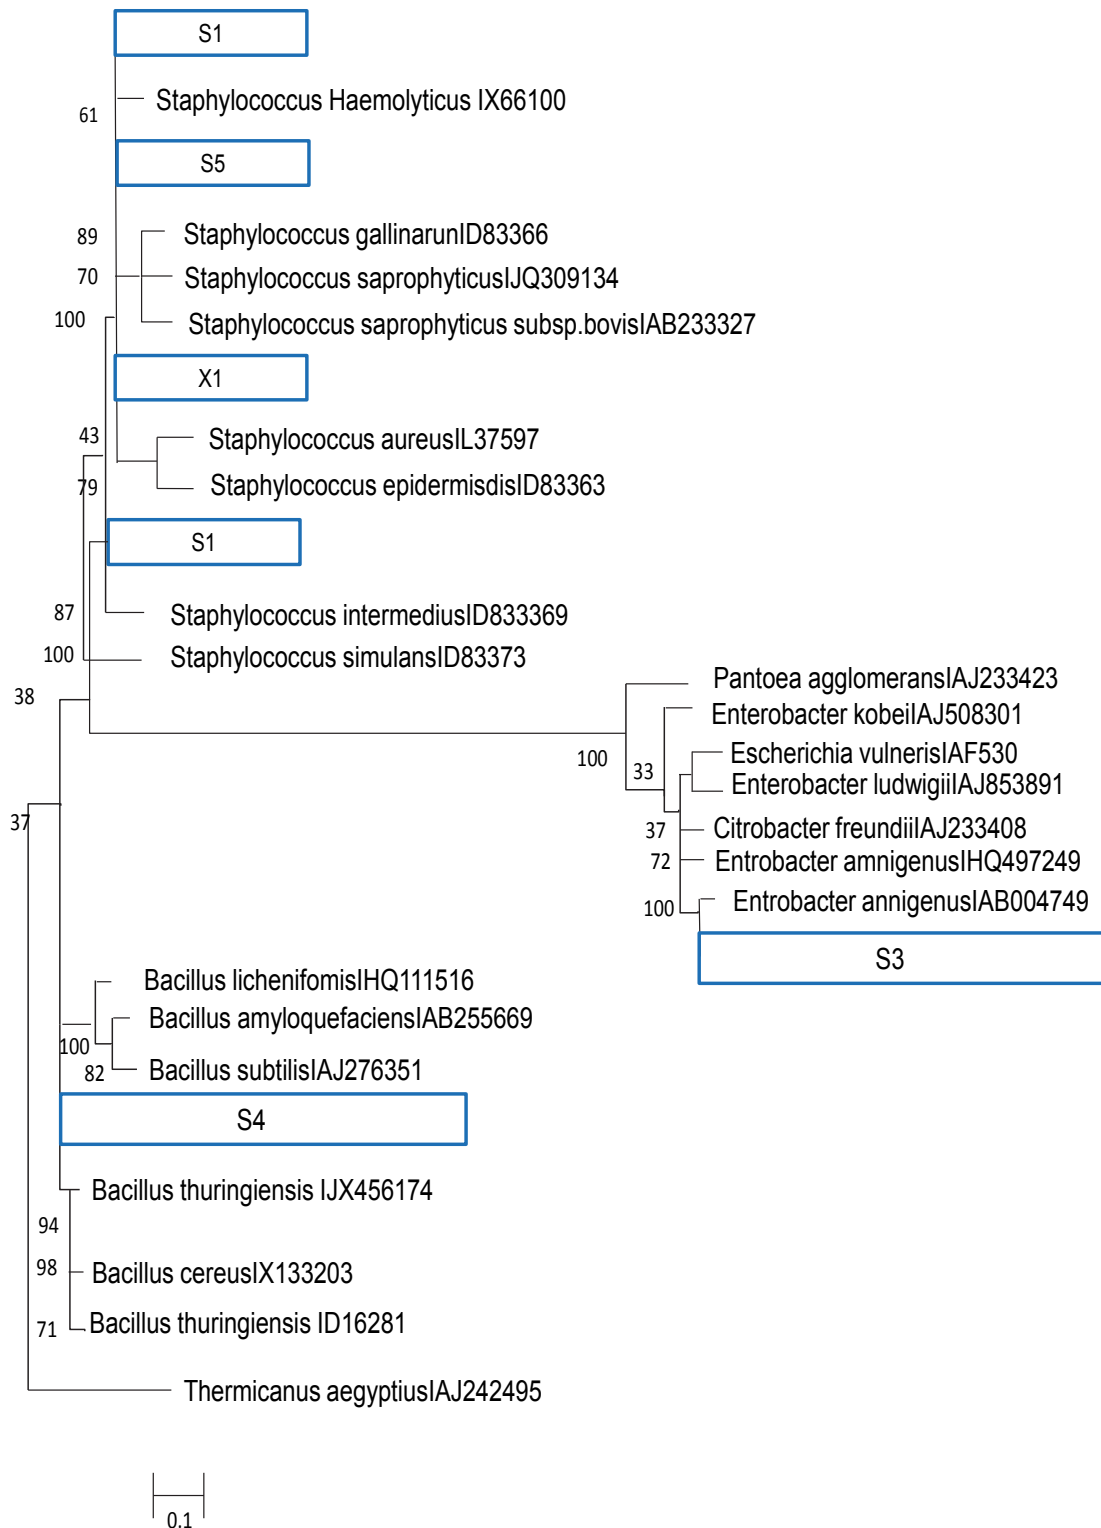 S1
Staphylococcus Haemolyticus IX66100
61
S5
89
Staphylococcus gallinarunID83366
70
Staphylococcus saprophyticusIJQ309134
100
Staphylococcus saprophyticus subsp.bovisIAB233327
X1
43
Staphylococcus aureusIL37597
79
Staphylococcus epidermisdisID83363
S1
87
Staphylococcus intermediusID833369
100
Staphylococcus simulansID83373
38
Pantoea agglomeransIAJ233423
Enterobacter kobeiIAJ508301
100
33
Escherichia vulnerisIAF530
Enterobacter ludwigiiIAJ853891
37
37
Citrobacter freundiiIAJ233408
72
Entrobacter amnigenusIHQ497249
100
Entrobacter annigenusIAB004749
S3
Bacillus lichenifomisIHQ111516
Bacillus amyloquefaciensIAB255669
100
82
Bacillus subtilisIAJ276351
S4
Bacillus thuringiensis IJX456174
94
98
Bacillus cereusIX133203
71
Bacillus thuringiensis ID16281
Thermicanus aegyptiusIAJ242495
0.1